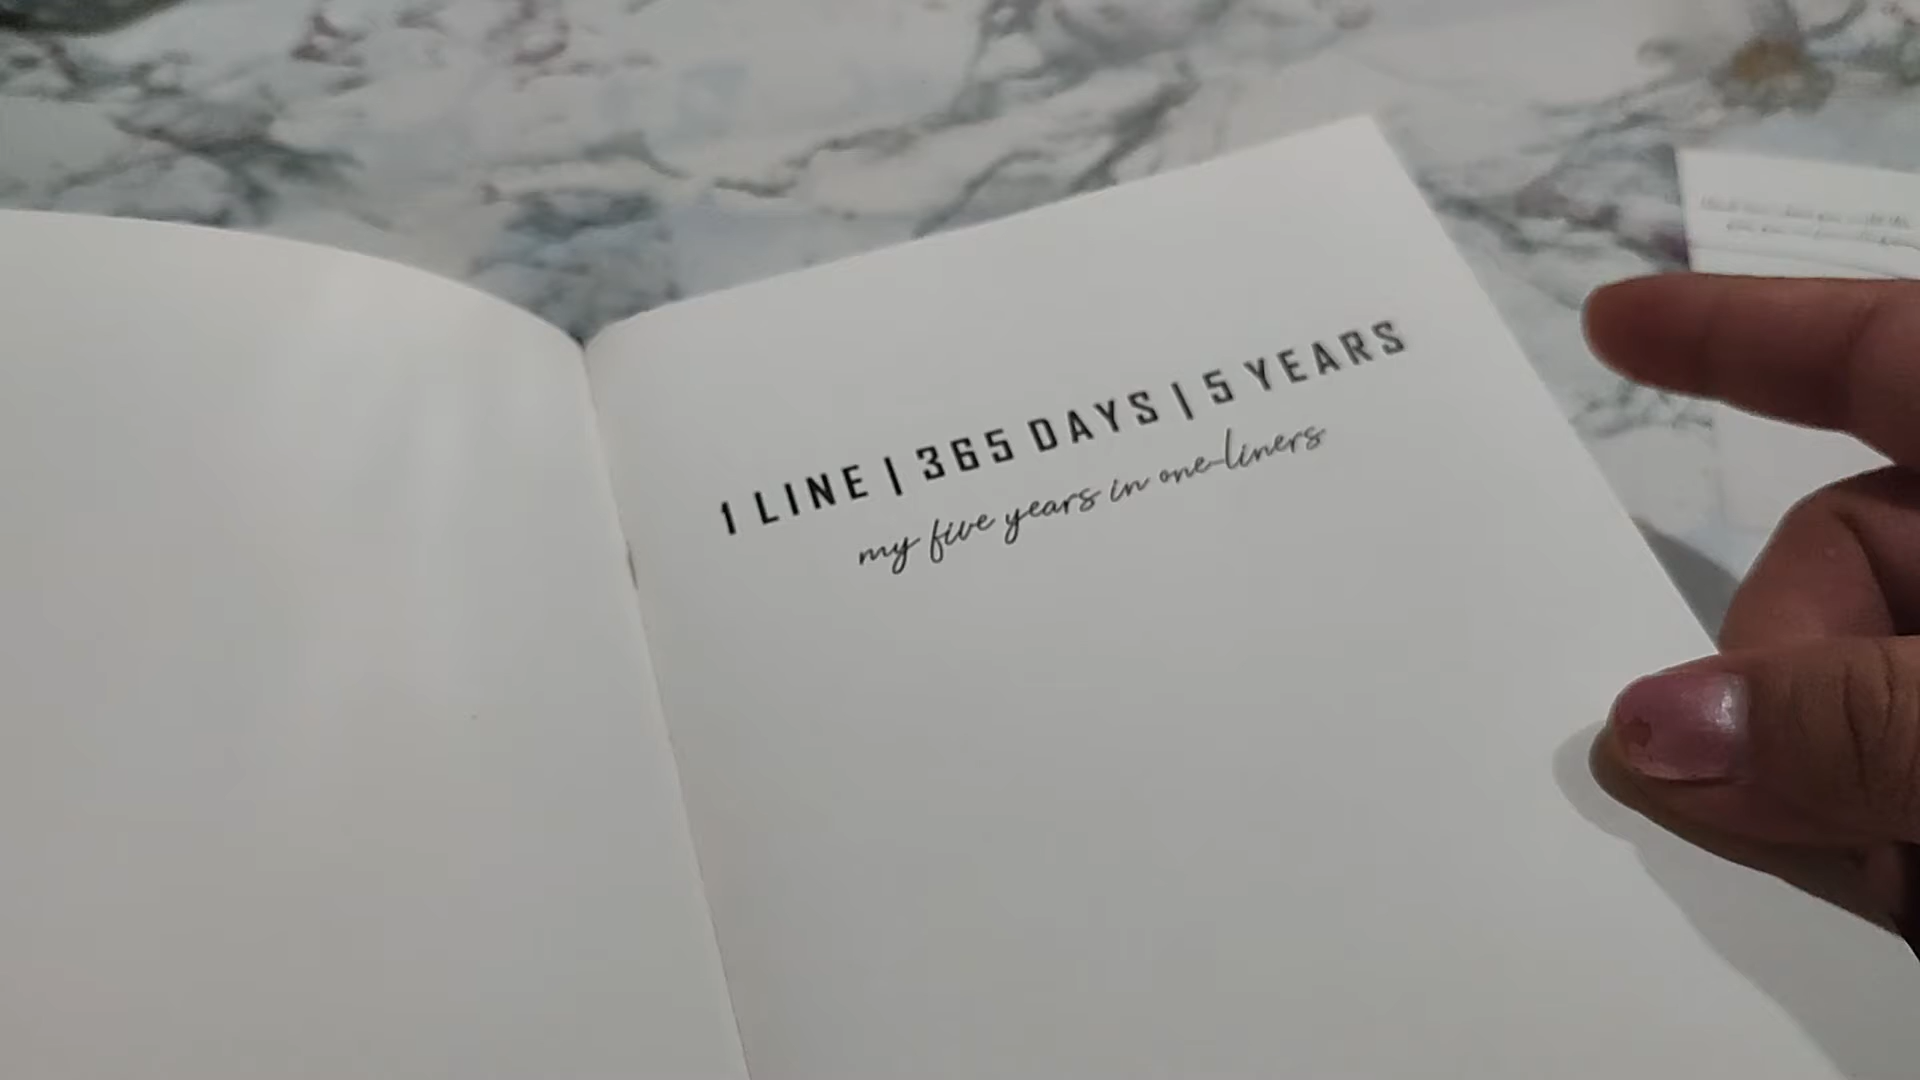 1 LINE | 365 DAYS | 5 YEARS
my five years in one-liners